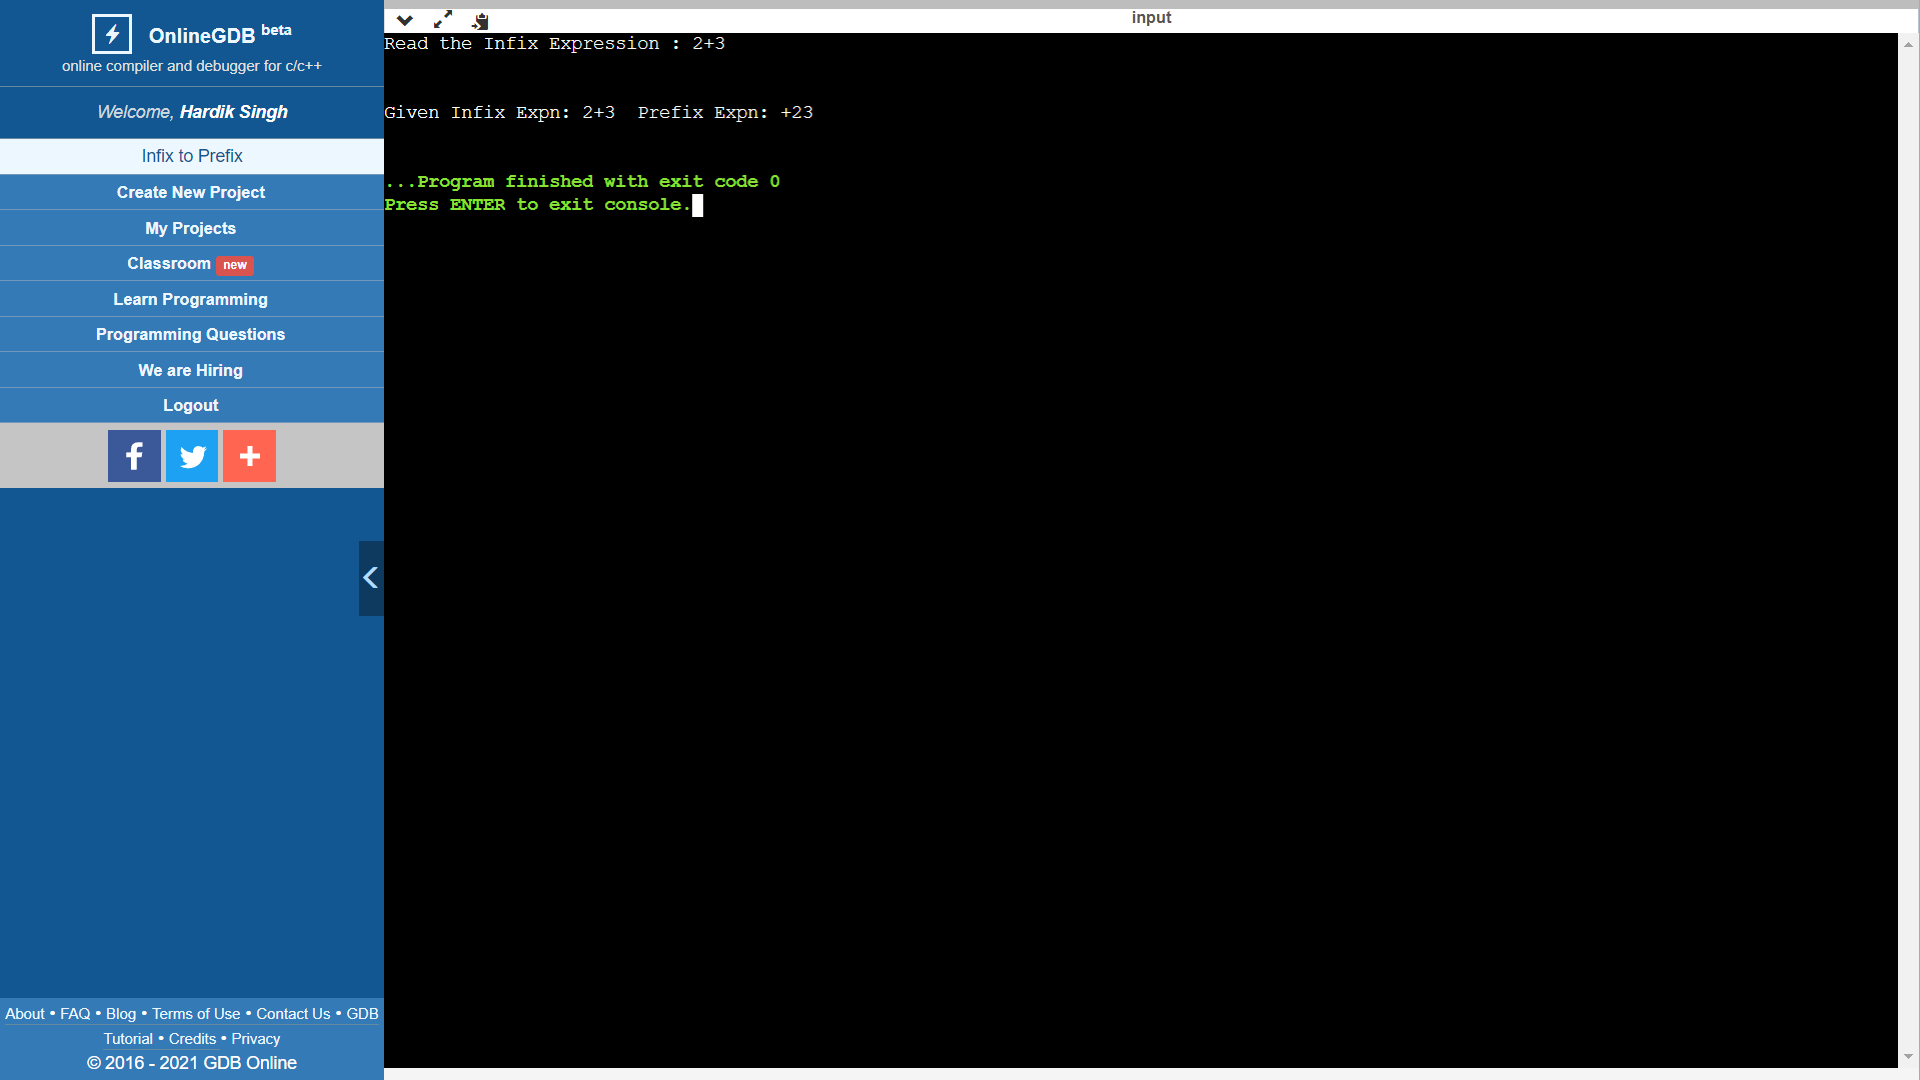 OnlineGDB beta
online compiler and debugger for c/c++
Welcome, Hardik Singh
Infix to Prefix
Create New Project
My Projects
Classroom new
Learn Programming
Programming Questions
We are Hiring
Logout
About • FAQ • Blog • Terms of Use • Contact Us • GDB
Tutorial • Credits • Privacy
© 2016 - 2021 GDB Online
input
Read the Infix Expression : 2+3
Given Infix Expn: 2+3  Prefix Expn: +23
...Program finished with exit code 0
Press ENTER to exit console.